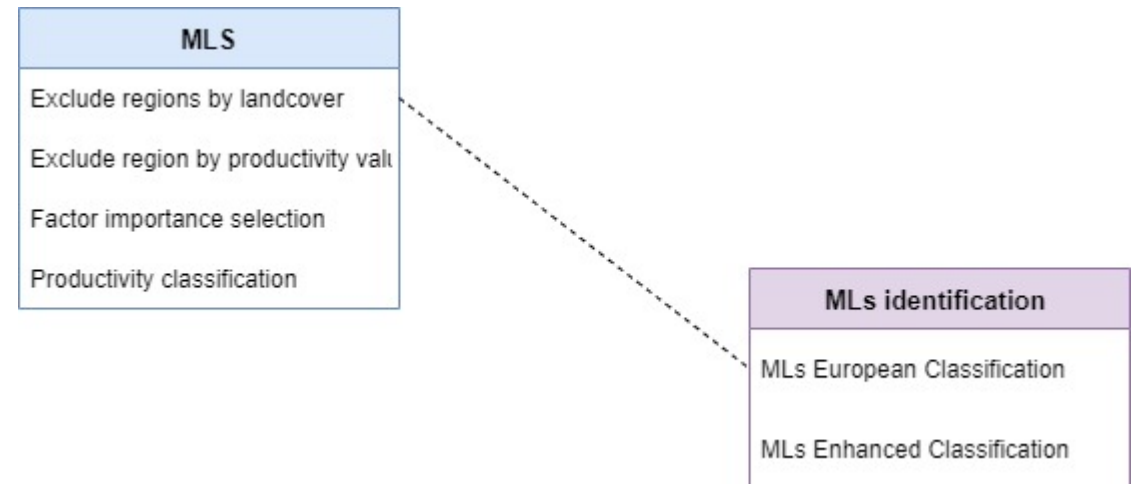 MLS
Exclude regions by landcover
Exclude region by productivity valu
Factor importance selection
Productivity classification
MLs identification
MLs European Classification
MLs Enhanced Classification